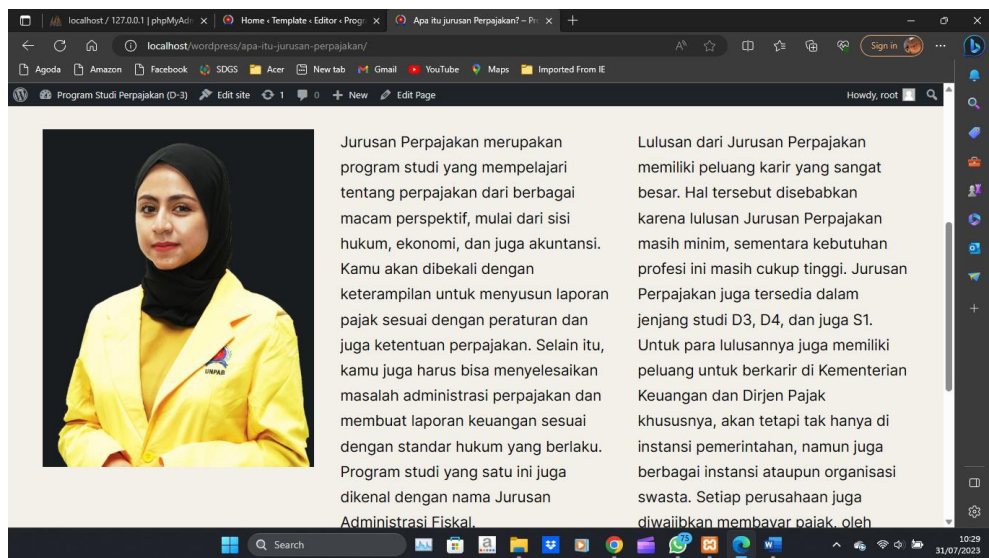 localhost / 127.0.0.1 | phpMyAdm
Home ‹ Template ‹ Editor ‹ Progr
Apa itu jurusan Perpajakan? – Pro
localhost/wordpress/apa-itu-jurusan-perpajakan/
Sign in
Agoda Amazon Facebook SDGS Acer New tab Gmail YouTube Maps Imported From IE
Program Studi Perpajakan (D-3) Edit site 1 0 New Edit Page Howdy, root
Jurusan Perpajakan merupakan
program studi yang mempelajari
tentang perpajakan dari berbagai
macam perspektif, mulai dari sisi
hukum, ekonomi, dan juga akuntansi.
Kamu akan dibekali dengan
keterampilan untuk menyusun laporan
pajak sesuai dengan peraturan dan
juga ketentuan perpajakan. Selain itu,
kamu juga harus bisa menyelesaikan
masalah administrasi perpajakan dan
membuat laporan keuangan sesuai
dengan standar hukum yang berlaku.
Program studi yang satu ini juga
dikenal dengan nama Jurusan
Administrasi Fiskal.
Lulusan dari Jurusan Perpajakan
memiliki peluang karir yang sangat
besar. Hal tersebut disebabkan
karena lulusan Jurusan Perpajakan
masih minim, sementara kebutuhan
profesi ini masih cukup tinggi. Jurusan
Perpajakan juga tersedia dalam
jenjang studi D3, D4, dan juga S1.
Untuk para lulusannya juga memiliki
peluang untuk berkarir di Kementerian
Keuangan dan Dirjen Pajak
khususnya, akan tetapi tak hanya di
instansi pemerintahan, namun juga
berbagai instansi ataupun organisasi
swasta. Setiap perusahaan juga
diwajibkan membayar pajak, oleh
UNPAB
Search
75
10:29
31/07/2023